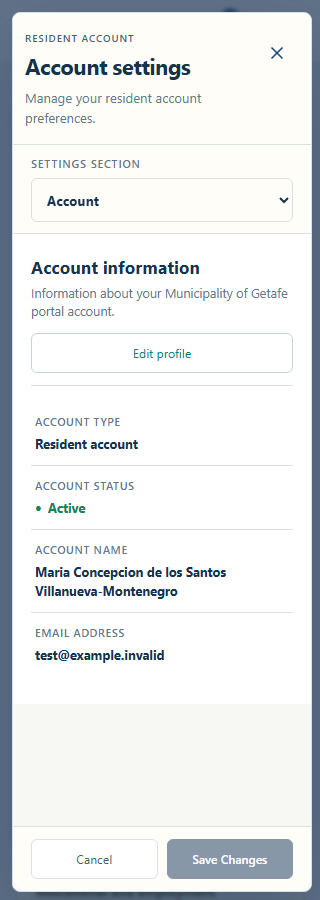 RESIDENT ACCOUNT
Account settings
Manage your resident account
preferences.
SETTINGS SECTION
Account
Account information
Information about your Municipality of Getafe
portal account.
Edit profile
ACCOUNT TYPE
Resident account
ACCOUNT STATUS
• Active
ACCOUNT NAME
Maria Concepcion de los Santos
Villanueva-Montenegro
EMAIL ADDRESS
test@example.invalid
Cancel
Save Changes